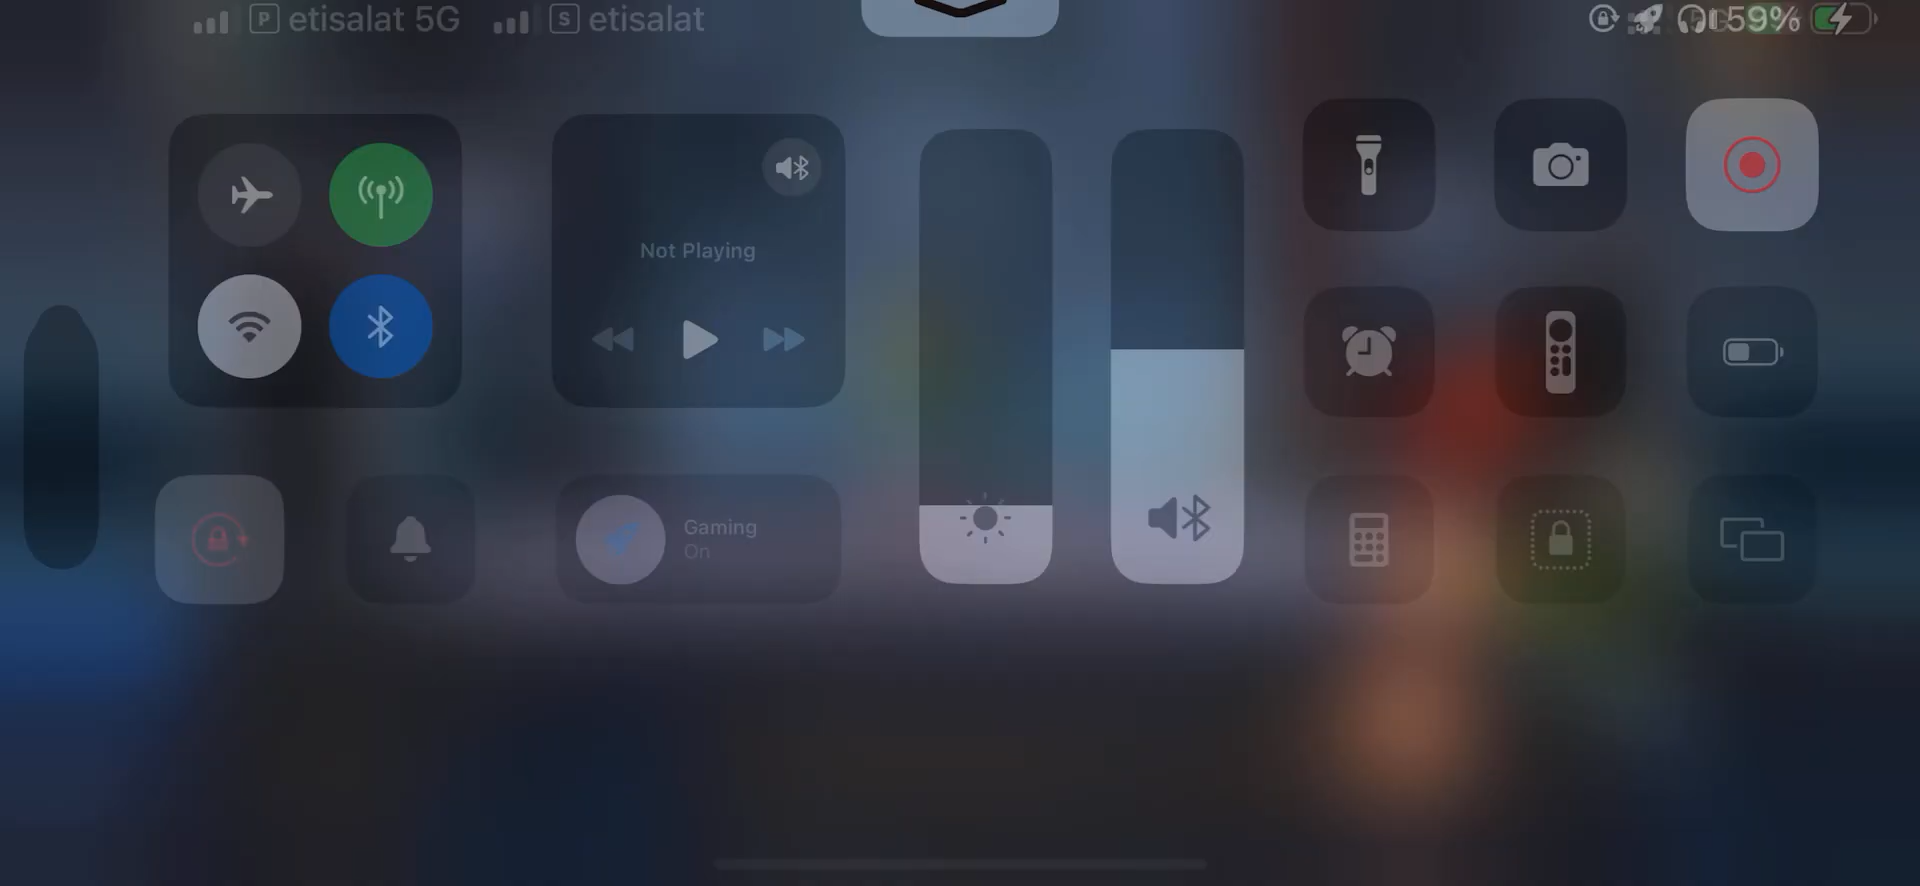 P etisalat 5G
S etisalat
59%
Not Playing
Gaming
On